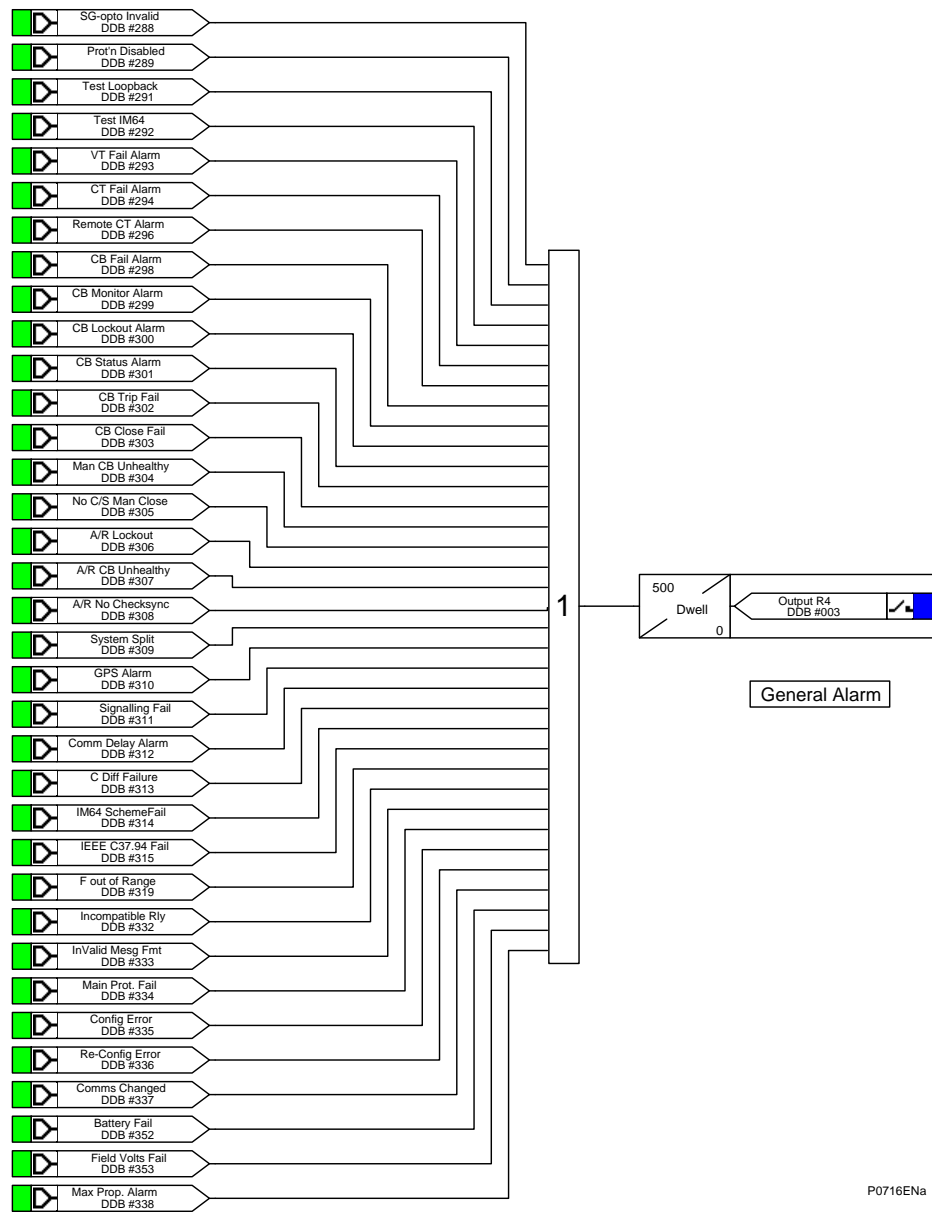 SG-opto Invalid
DDB #288
Prot'n Disabled
DDB #289
Test Loopback
DDB #291
Test IM64
DDB #292
VT Fail Alarm
DDB #293
CT Fail Alarm
DDB #294
Remote CT Alarm
DDB #296
CB Fail Alarm
DDB #298
CB Monitor Alarm
DDB #299
CB Lockout Alarm
DDB #300
CB Status Alarm
DDB #301
CB Trip Fail
DDB #302
CB Close Fail
DDB #303
Man CB Unhealthy
DDB #304
No C/S Man Close
DDB #305
A/R Lockout
DDB #306
A/R CB Unhealthy
DDB #307
A/R No Checksync
DDB #308
System Split
DDB #309
GPS Alarm
DDB #310
Signalling Fail
DDB #311
Comm Delay Alarm
DDB #312
C Diff Failure
DDB #313
IM64 SchemeFail
DDB #314
IEEE C37.94 Fail
DDB #315
F out of Range
DDB #319
Incompatible Rly
DDB #332
InValid Mesg Fmt
DDB #333
Main Prot. Fail
DDB #334
Config Error
DDB #335
Re-Config Error
DDB #336
Comms Changed
DDB #337
Battery Fail
DDB #352
Field Volts Fail
DDB #353
Max Prop. Alarm
DDB #338
1
500
Dwell
0
Output R4
DDB #003
General Alarm
P0716ENa